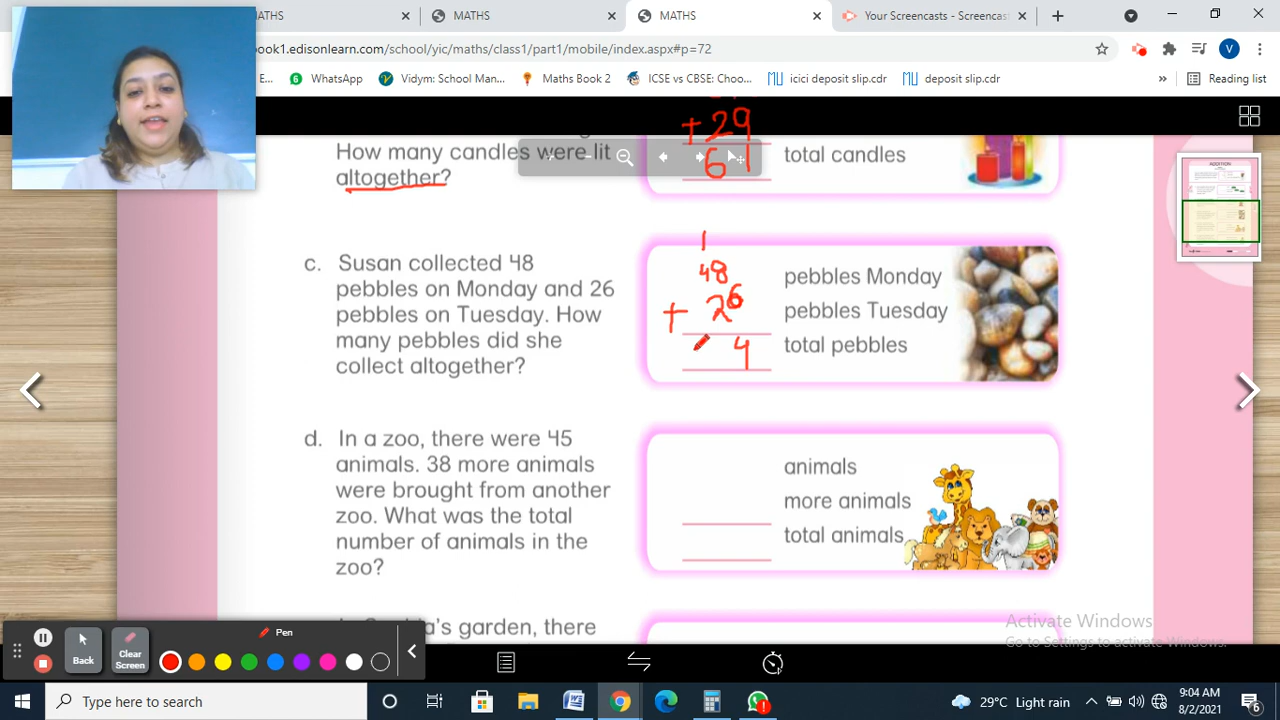 MATHS
MATHS
MATHS
Your Screencasts - Screencas
book1.edisonlearn.com/school/yic/maths/class1/part1/mobile/index.aspx#p=72
V
WhatsApp
Vidym: School Man...
Maths Book 2
ICSE vs CBSE: Choo...
icici deposit slip.cdr
deposit slip.cdr
»
Reading list
+ 29
61
How many candles were lit
altogether?
total candles
ADDITION
c. Susan collected 48
pebbles on Monday and 26
pebbles on Tuesday. How
many pebbles did she
collect altogether?
1
48
+ 26
4
pebbles Monday
pebbles Tuesday
total pebbles
d. In a zoo, there were 45
animals. 38 more animals
were brought from another
zoo. What was the total
number of animals in the
zoo?
animals
more animals
total animals
garden, there
Activate Windows
Go to Settings to activate Windows.
Pen
Back
Clear
Screen
Type here to search
29°C Light rain
9:04 AM
8/2/2021
6